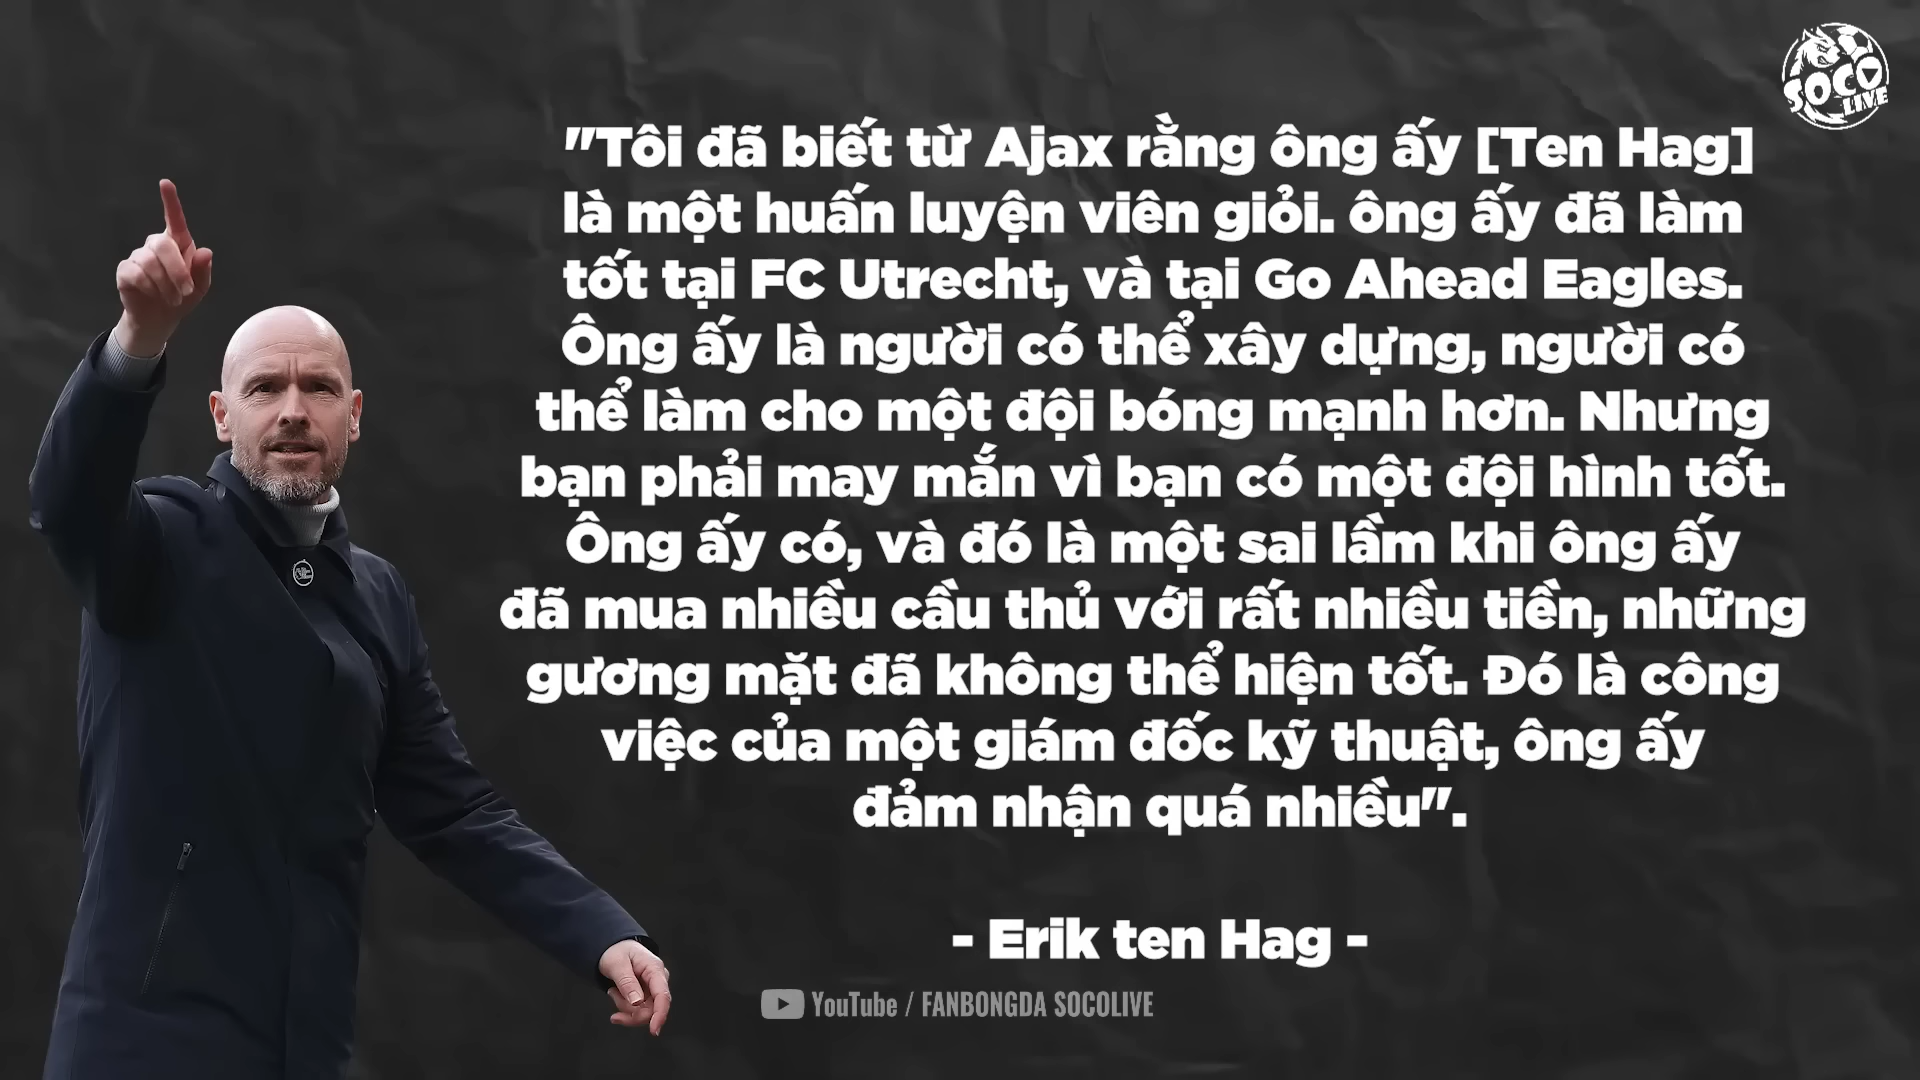 SOCO
LIVE
"Tôi đã biết từ Ajax rằng ông ấy [Ten Hag]
là một huấn luyện viên giỏi. ông ấy đã làm
tốt tại FC Utrecht, và tại Go Ahead Eagles.
Ông ấy là người có thể xây dựng, người có
thể làm cho một đội bóng mạnh hơn. Nhưng
bạn phải may mắn vì bạn có một đội hình tốt.
Ông ấy có, và đó là một sai lầm khi ông ấy
đã mua nhiều cầu thủ với rất nhiều tiền, những
gương mặt đã không thể hiện tốt. Đó là công
việc của một giám đốc kỹ thuật, ông ấy
đảm nhận quá nhiều".
- Erik ten Hag -
YouTube / FANBONGDA SOCOLIVE